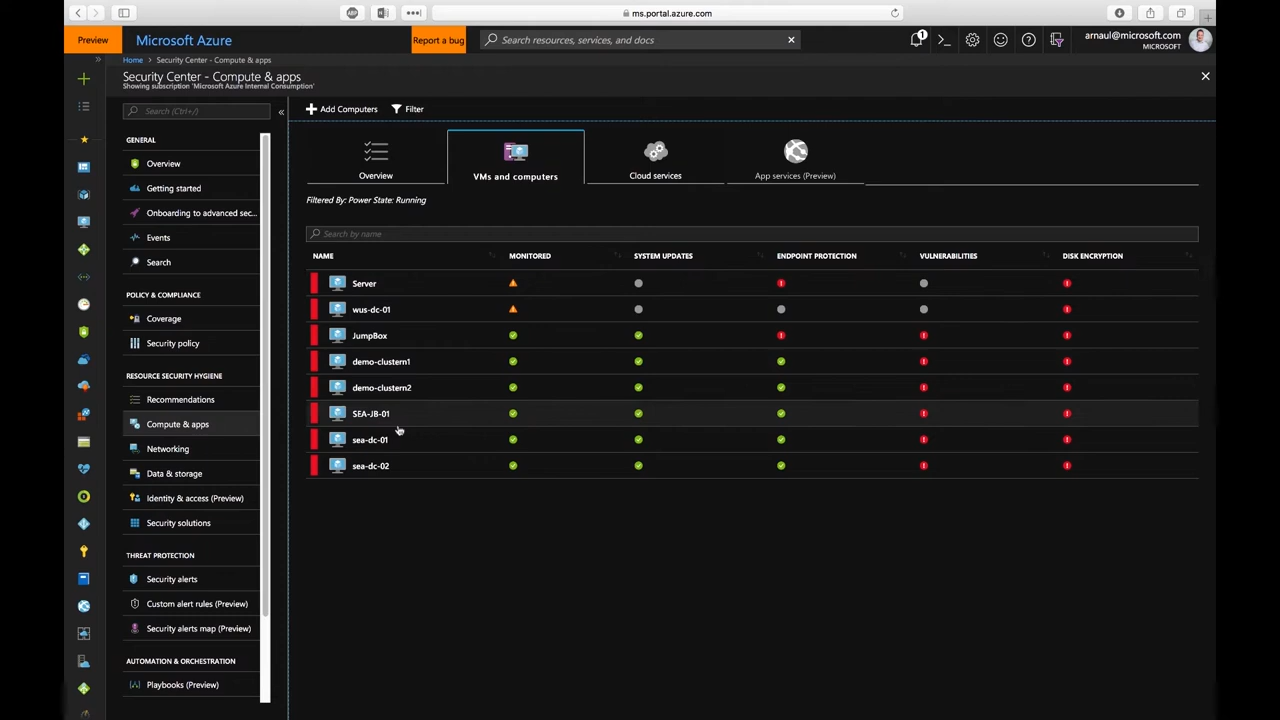 ms.portal.azure.com
Preview
Microsoft Azure
Report a bug
Search resources, services, and docs
1
arnaul@microsoft.com
MICROSOFT
Home > Security Center - Compute & apps
Security Center - Compute & apps
Showing subscription 'Microsoft Azure Internal Consumption'
Search (Ctrl+/)
GENERAL
Overview
Getting started
Onboarding to advanced sec...
Events
Search
POLICY & COMPLIANCE
Coverage
Security policy
RESOURCE SECURITY HYGIENE
Recommendations
Compute & apps
Networking
Data & storage
Identity & access (Preview)
Security solutions
THREAT PROTECTION
Security alerts
Custom alert rules (Preview)
Security alerts map (Preview)
AUTOMATION & ORCHESTRATION
Playbooks (Preview)
Add Computers Filter
Overview
VMs and computers
Cloud services
App services (Preview)
Filtered By: Power State: Running
Search by name
NAME MONITORED SYSTEM UPDATES ENDPOINT PROTECTION VULNERABILITIES DISK ENCRYPTION
Server
wus-dc-01
JumpBox
demo-clustern1
demo-clustern2
SEA-JB-01
sea-dc-01
sea-dc-02